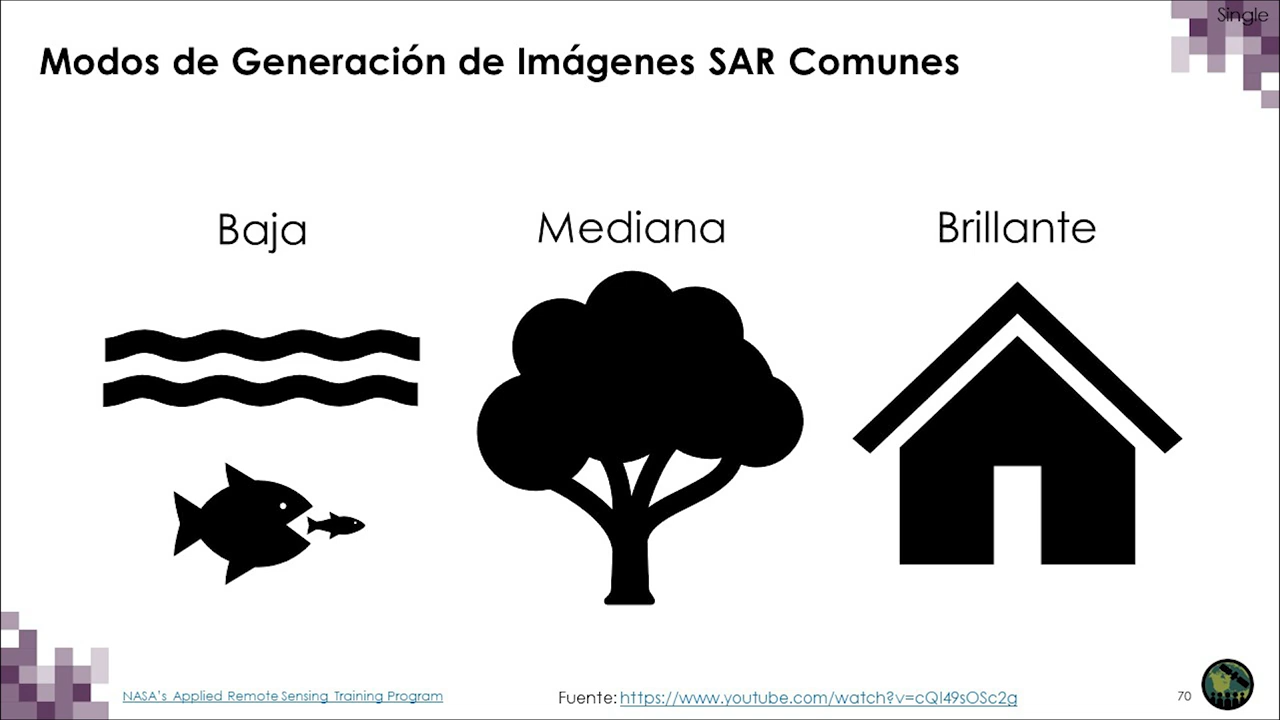 Single
Modos de Generación de Imágenes SAR Comunes
Baja
Mediana
Brillante
NASA's Applied Remote Sensing Training Program
Fuente: https://www.youtube.com/watch?v=cQI49sOSc2g
70